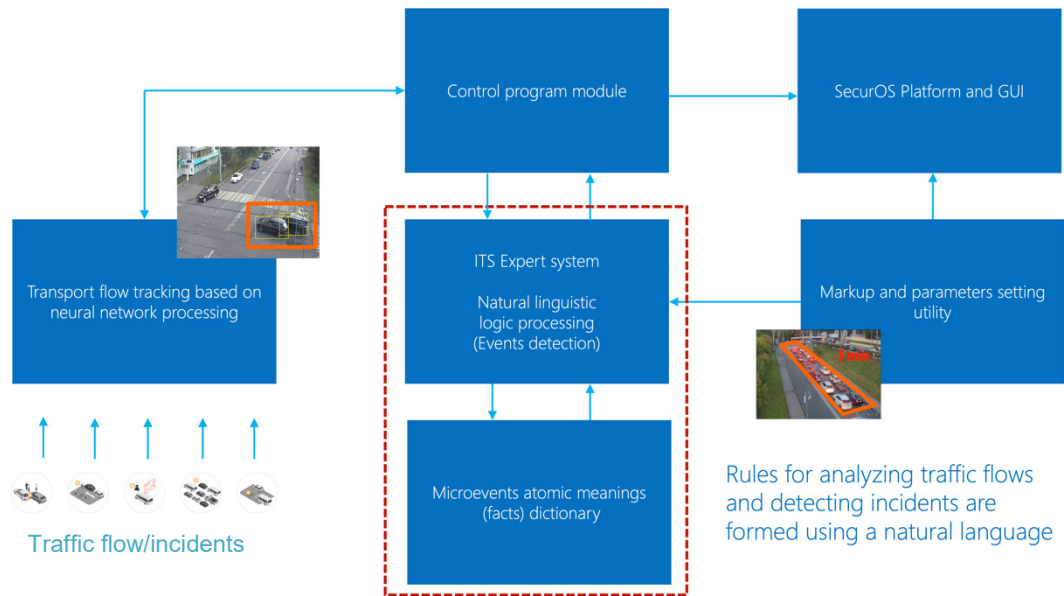 Control program module
SecurOS Platform and GUI
Transport flow tracking based on
neural network processing
ITS Expert system
Natural linguistic
logic processing
(Events detection)
Markup and parameters setting
utility
5 min
Microevents atomic meanings
(facts) dictionary
Traffic flow/incidents
Rules for analyzing traffic flows
and detecting incidents are
formed using a natural language